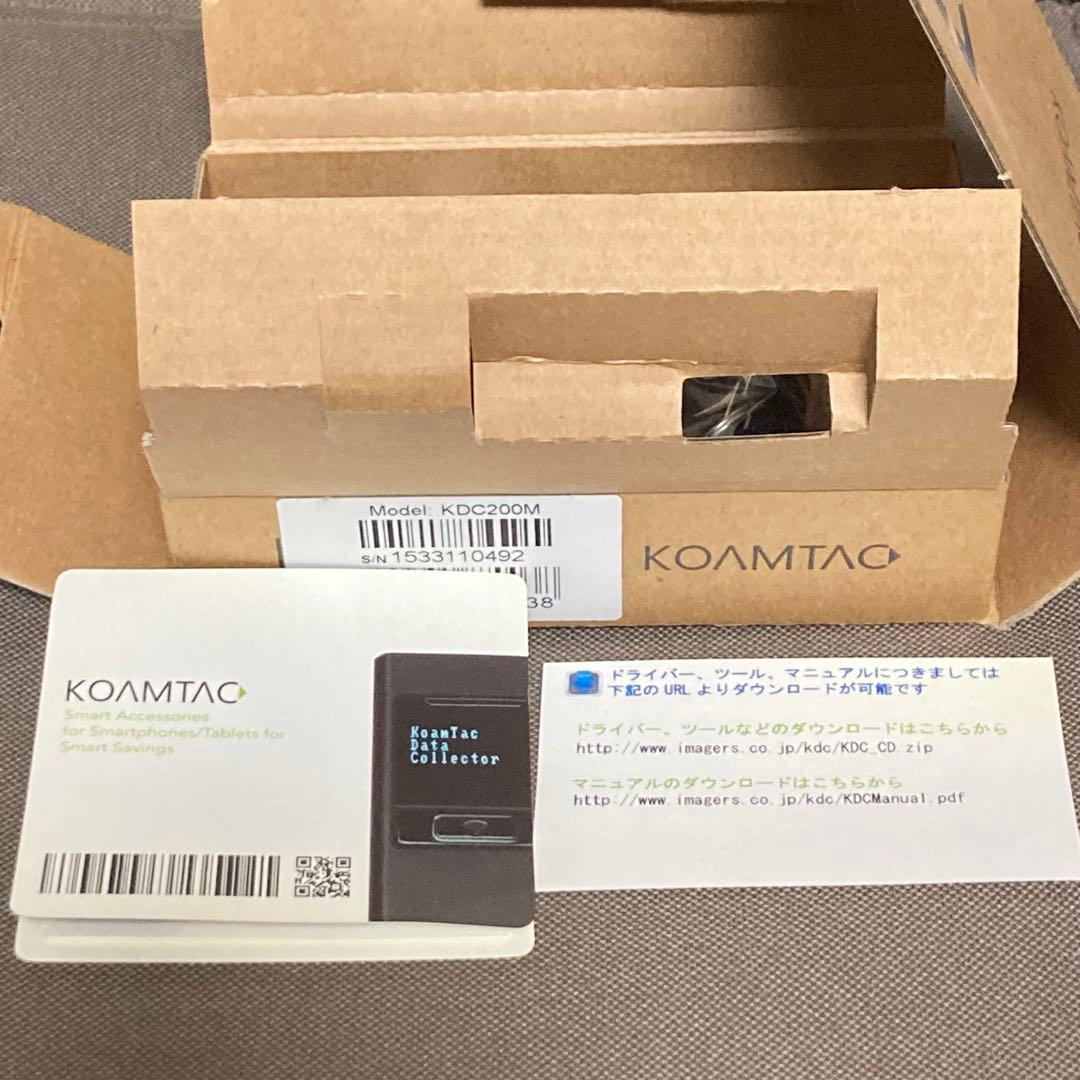 Model: KDC200M
S/N 1533110492
38
KOAMTAC
KOAMTAC
Smart Accessories
for Smartphones/Tablets for
Smart Savings
KoamTac
Data
Collector
ドライバー、ツール、マニュアルにつきましては
下記の URL よりダウンロードが可能です
ドライバー、ツールなどのダウンロードはこちらから
http://www.imagers.co.jp/kdc/KDC_CD.zip
マニュアルのダウンロードはこちらから
http://www.imagers.co.jp/kdc/KDCManual.pdf